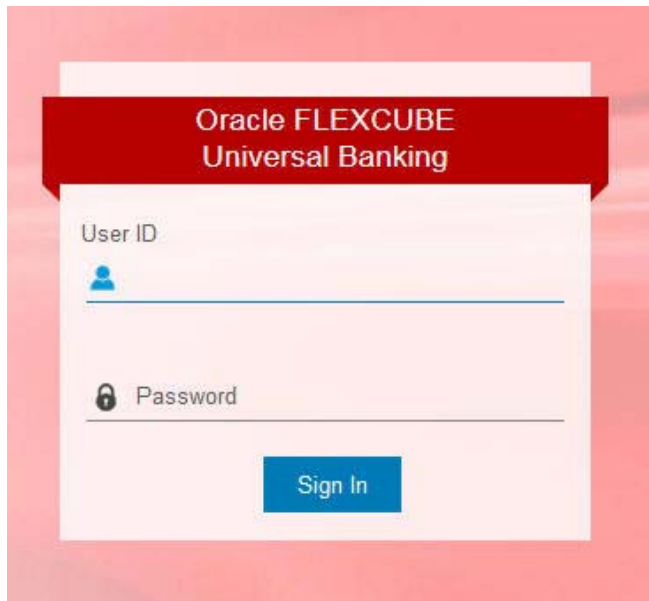 Oracle FLEXCUBE
Universal Banking
User ID
Password
Sign In